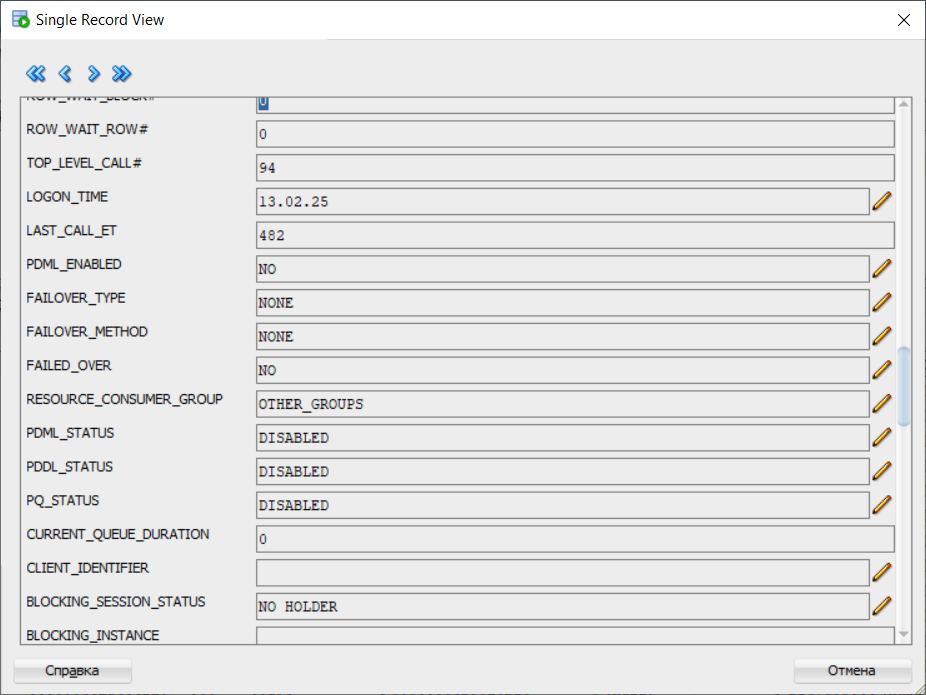 Single Record View
ROW_WAIT_BLOCK# 0
ROW_WAIT_ROW# 0
TOP_LEVEL_CALL# 94
LOGON_TIME 13.02.25
LAST_CALL_ET 482
PDML_ENABLED NO
FAILOVER_TYPE NONE
FAILOVER_METHOD NONE
FAILED_OVER NO
RESOURCE_CONSUMER_GROUP OTHER_GROUPS
PDML_STATUS DISABLED
PDDL_STATUS DISABLED
PQ_STATUS DISABLED
CURRENT_QUEUE_DURATION 0
CLIENT_IDENTIFIER
BLOCKING_SESSION_STATUS NO HOLDER
BLOCKING_INSTANCE
Справка Отмена